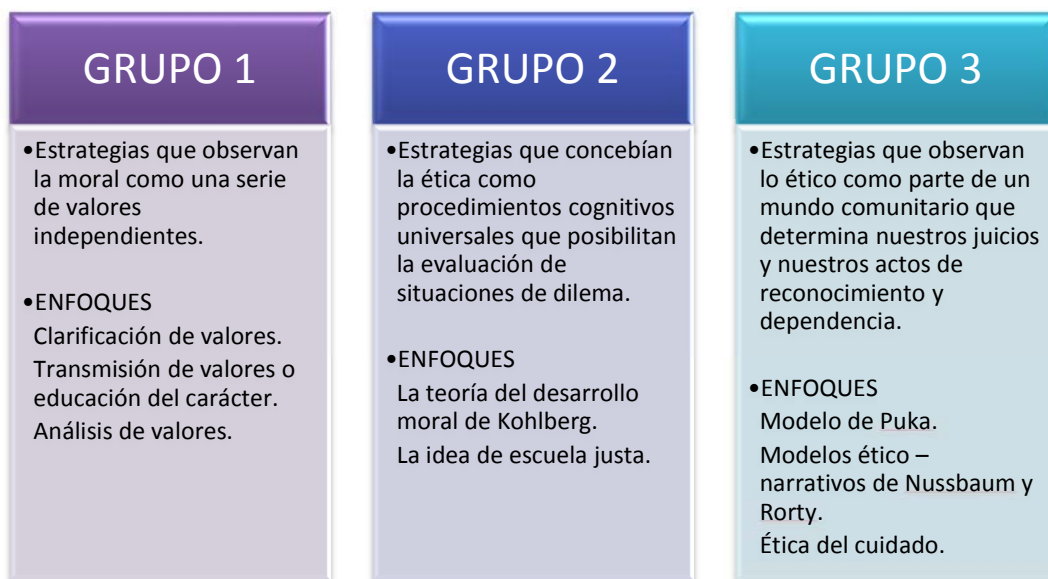 GRUPO 1
•Estrategias que observan
la moral como una serie
de valores
independientes.
•ENFOQUES
Clarificación de valores.
Transmisión de valores o
educación del carácter.
Análisis de valores.
GRUPO 2
•Estrategias que concebían
la ética como
procedimientos cognitivos
universales que posibilitan
la evaluación de
situaciones de dilema.
•ENFOQUES
La teoría del desarrollo
moral de Kohlberg.
La idea de escuela justa.
GRUPO 3
•Estrategias que observan
lo ético como parte de un
mundo comunitario que
determina nuestros juicios
y nuestros actos de
reconocimiento y
dependencia.
•ENFOQUES
Modelo de Puka.
Modelos ético –
narrativos de Nussbaum y
Rorty.
Ética del cuidado.